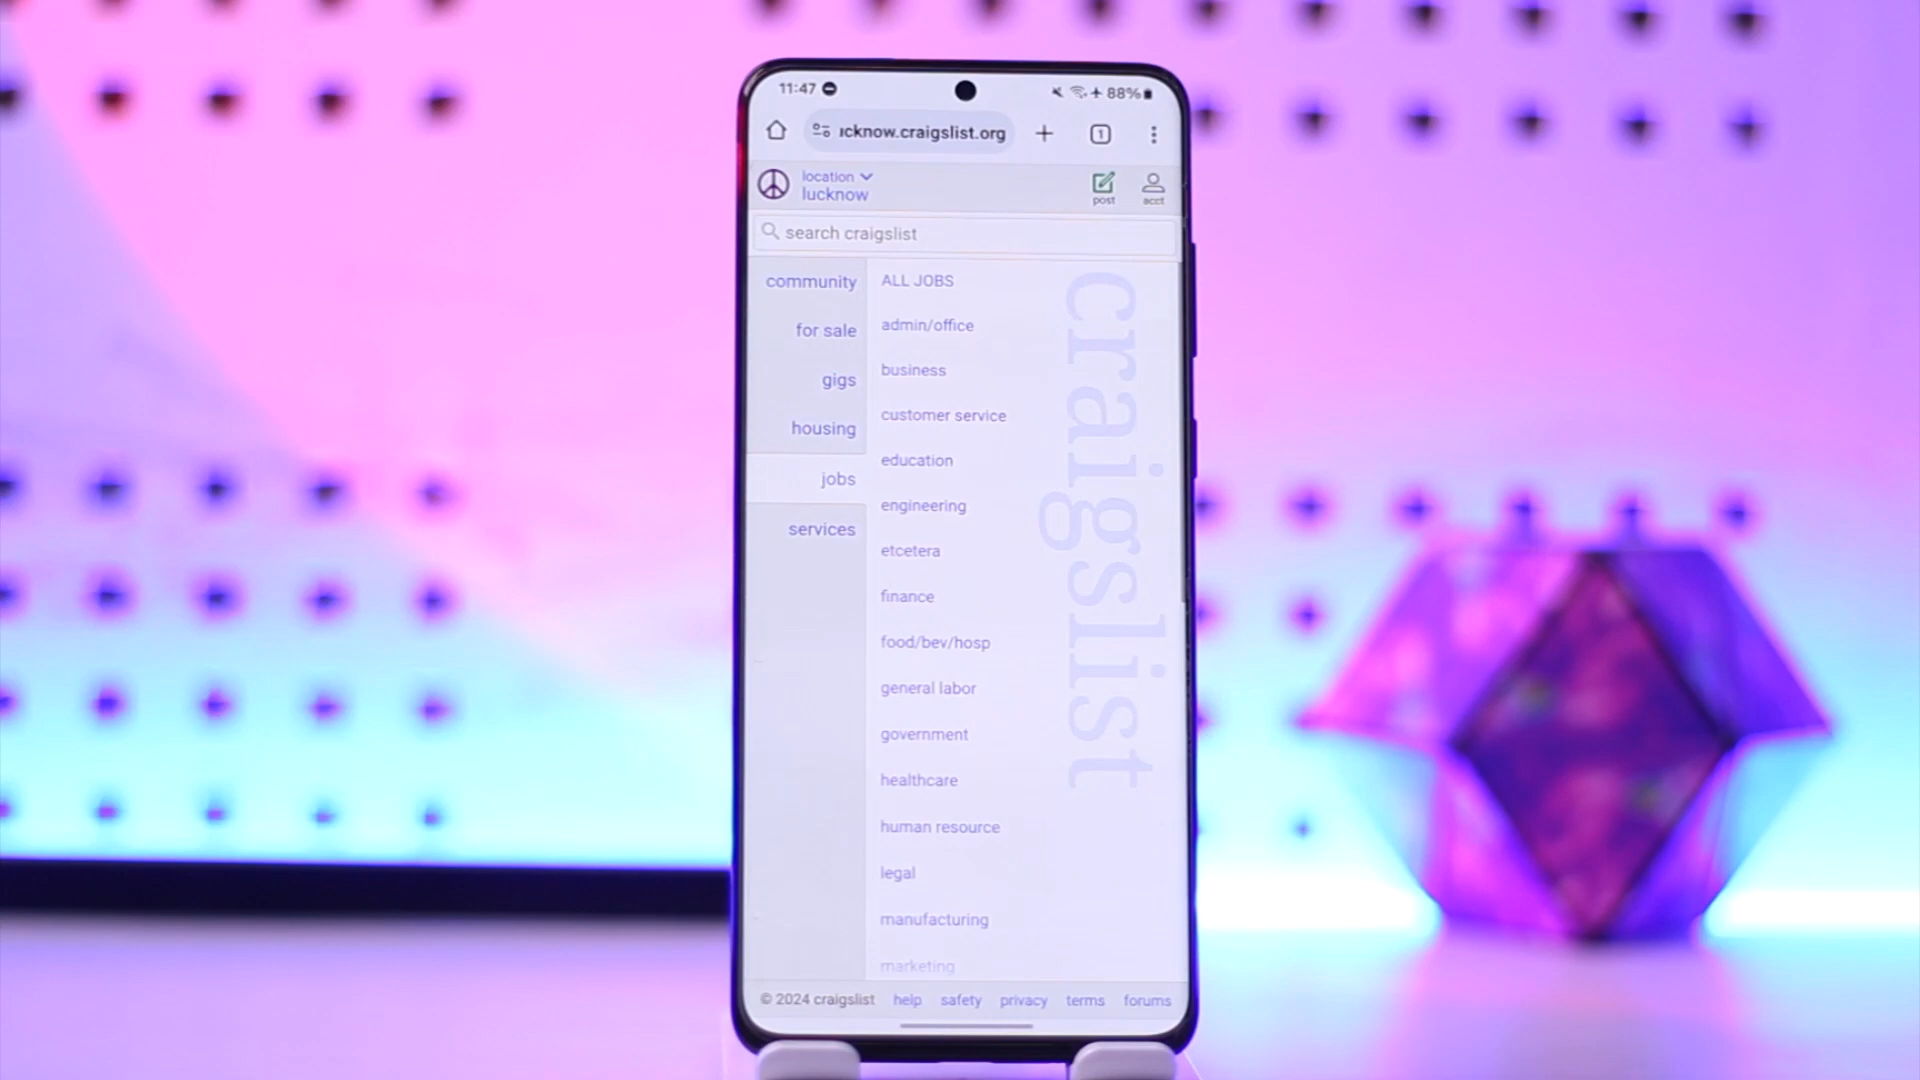 11:47
88%
ucknow.craigslist.org
1
location
lucknow
post
acct
search craigslist
community
for sale
gigs
housing
jobs
services
ALL JOBS
admin/office
business
customer service
education
engineering
etcetera
finance
food/bev/hosp
general labor
government
healthcare
human resource
legal
manufacturing
marketing
craigslist
© 2024 craigslist help safety privacy terms forums